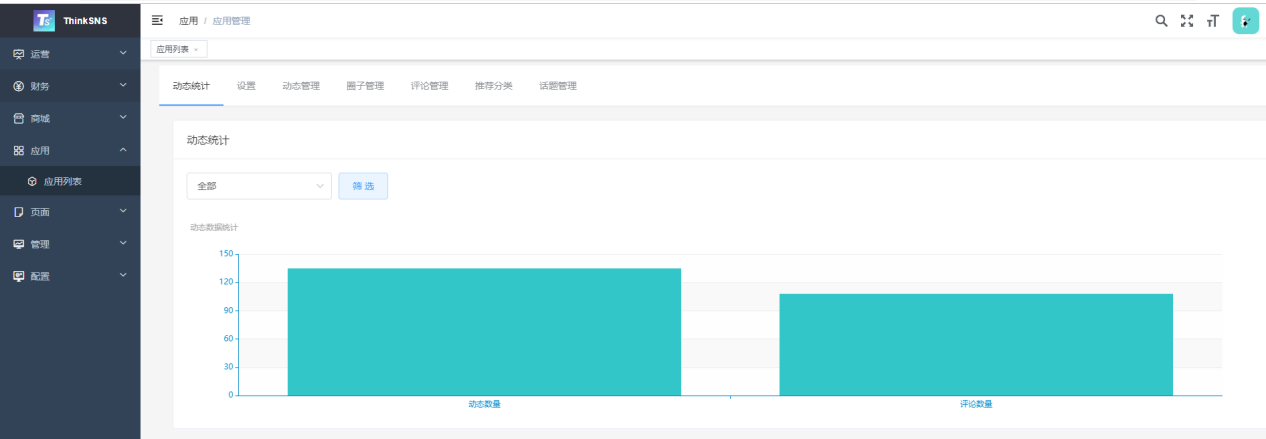 ThinkSNS
应用 / 应用管理
运营
应用列表 ×
财务
动态统计 设置 动态管理 圈子管理 评论管理 推荐分类 话题管理
商城
应用
动态统计
应用列表
全部
筛选
页面
动态数据统计
管理
配置
150
120
90
60
30
0
动态数量 评论数量